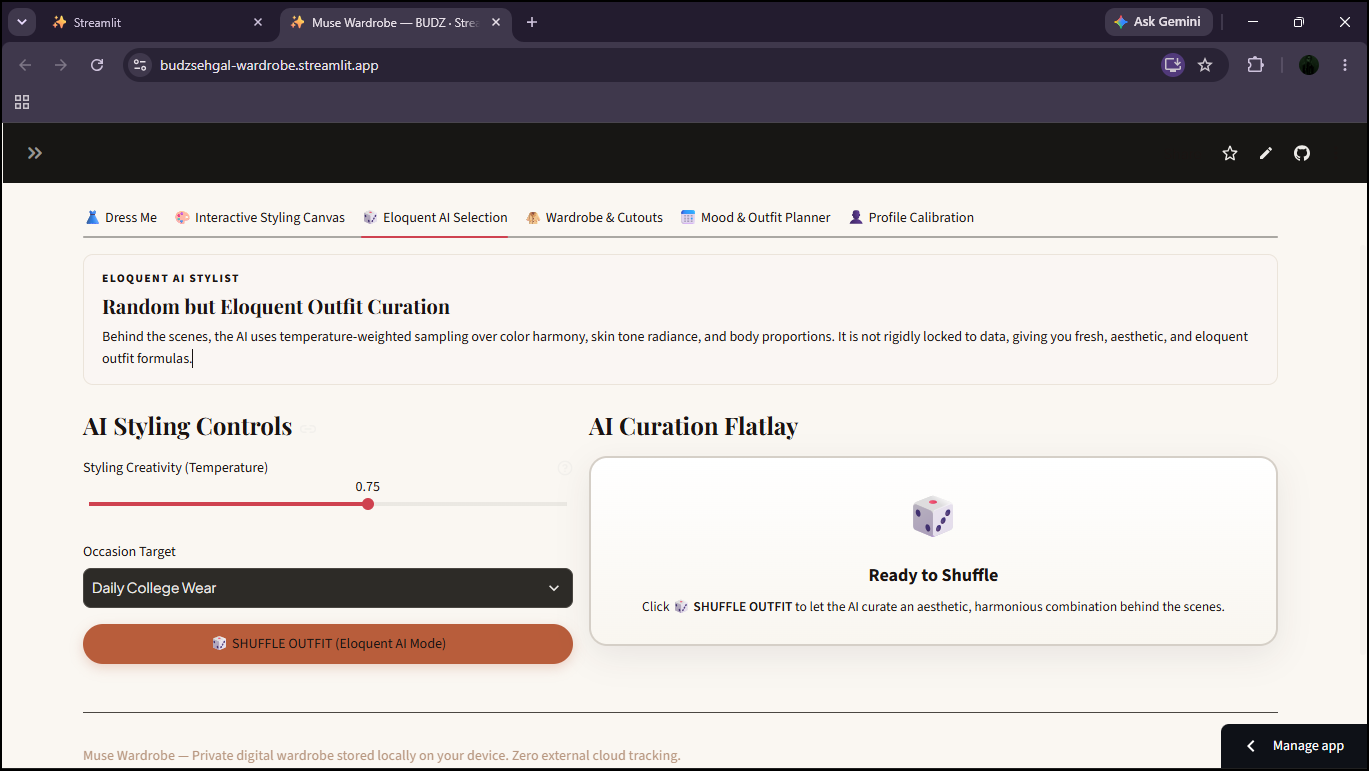 Streamlit
Muse Wardrobe — BUDZ · Strea
Ask Gemini
budzsehgal-wardrobe.streamlit.app
Dress Me
Interactive Styling Canvas
Eloquent AI Selection
Wardrobe & Cutouts
Mood & Outfit Planner
Profile Calibration
ELOQUENT AI STYLIST
Random but Eloquent Outfit Curation
Behind the scenes, the AI uses temperature-weighted sampling over color harmony, skin tone radiance, and body proportions. It is not rigidly locked to data, giving you fresh, aesthetic, and eloquent
outfit formulas.
AI Styling Controls
Styling Creativity (Temperature)
0.75
Occasion Target
Daily College Wear
SHUFFLE OUTFIT (Eloquent AI Mode)
AI Curation Flatlay
Ready to Shuffle
Click 🎲 SHUFFLE OUTFIT to let the AI curate an aesthetic, harmonious combination behind the scenes.
Muse Wardrobe — Private digital wardrobe stored locally on your device. Zero external cloud tracking.
Manage app